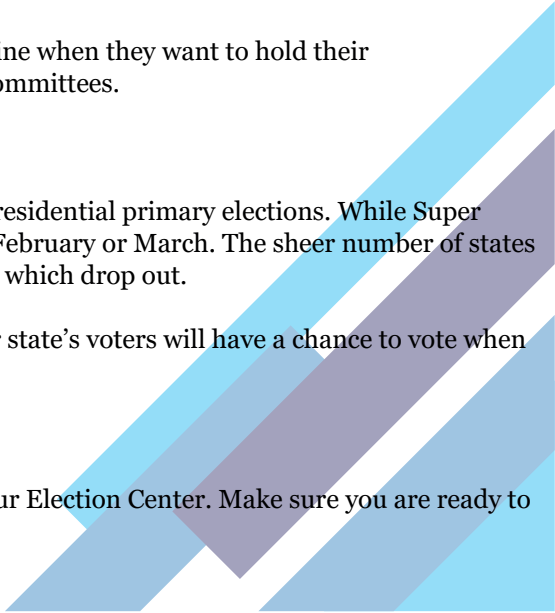 ine when they want to hold their
ommittees.
residential primary elections. While Super
February or March. The sheer number of states
which drop out.
state’s voters will have a chance to vote when
ur Election Center. Make sure you are ready to